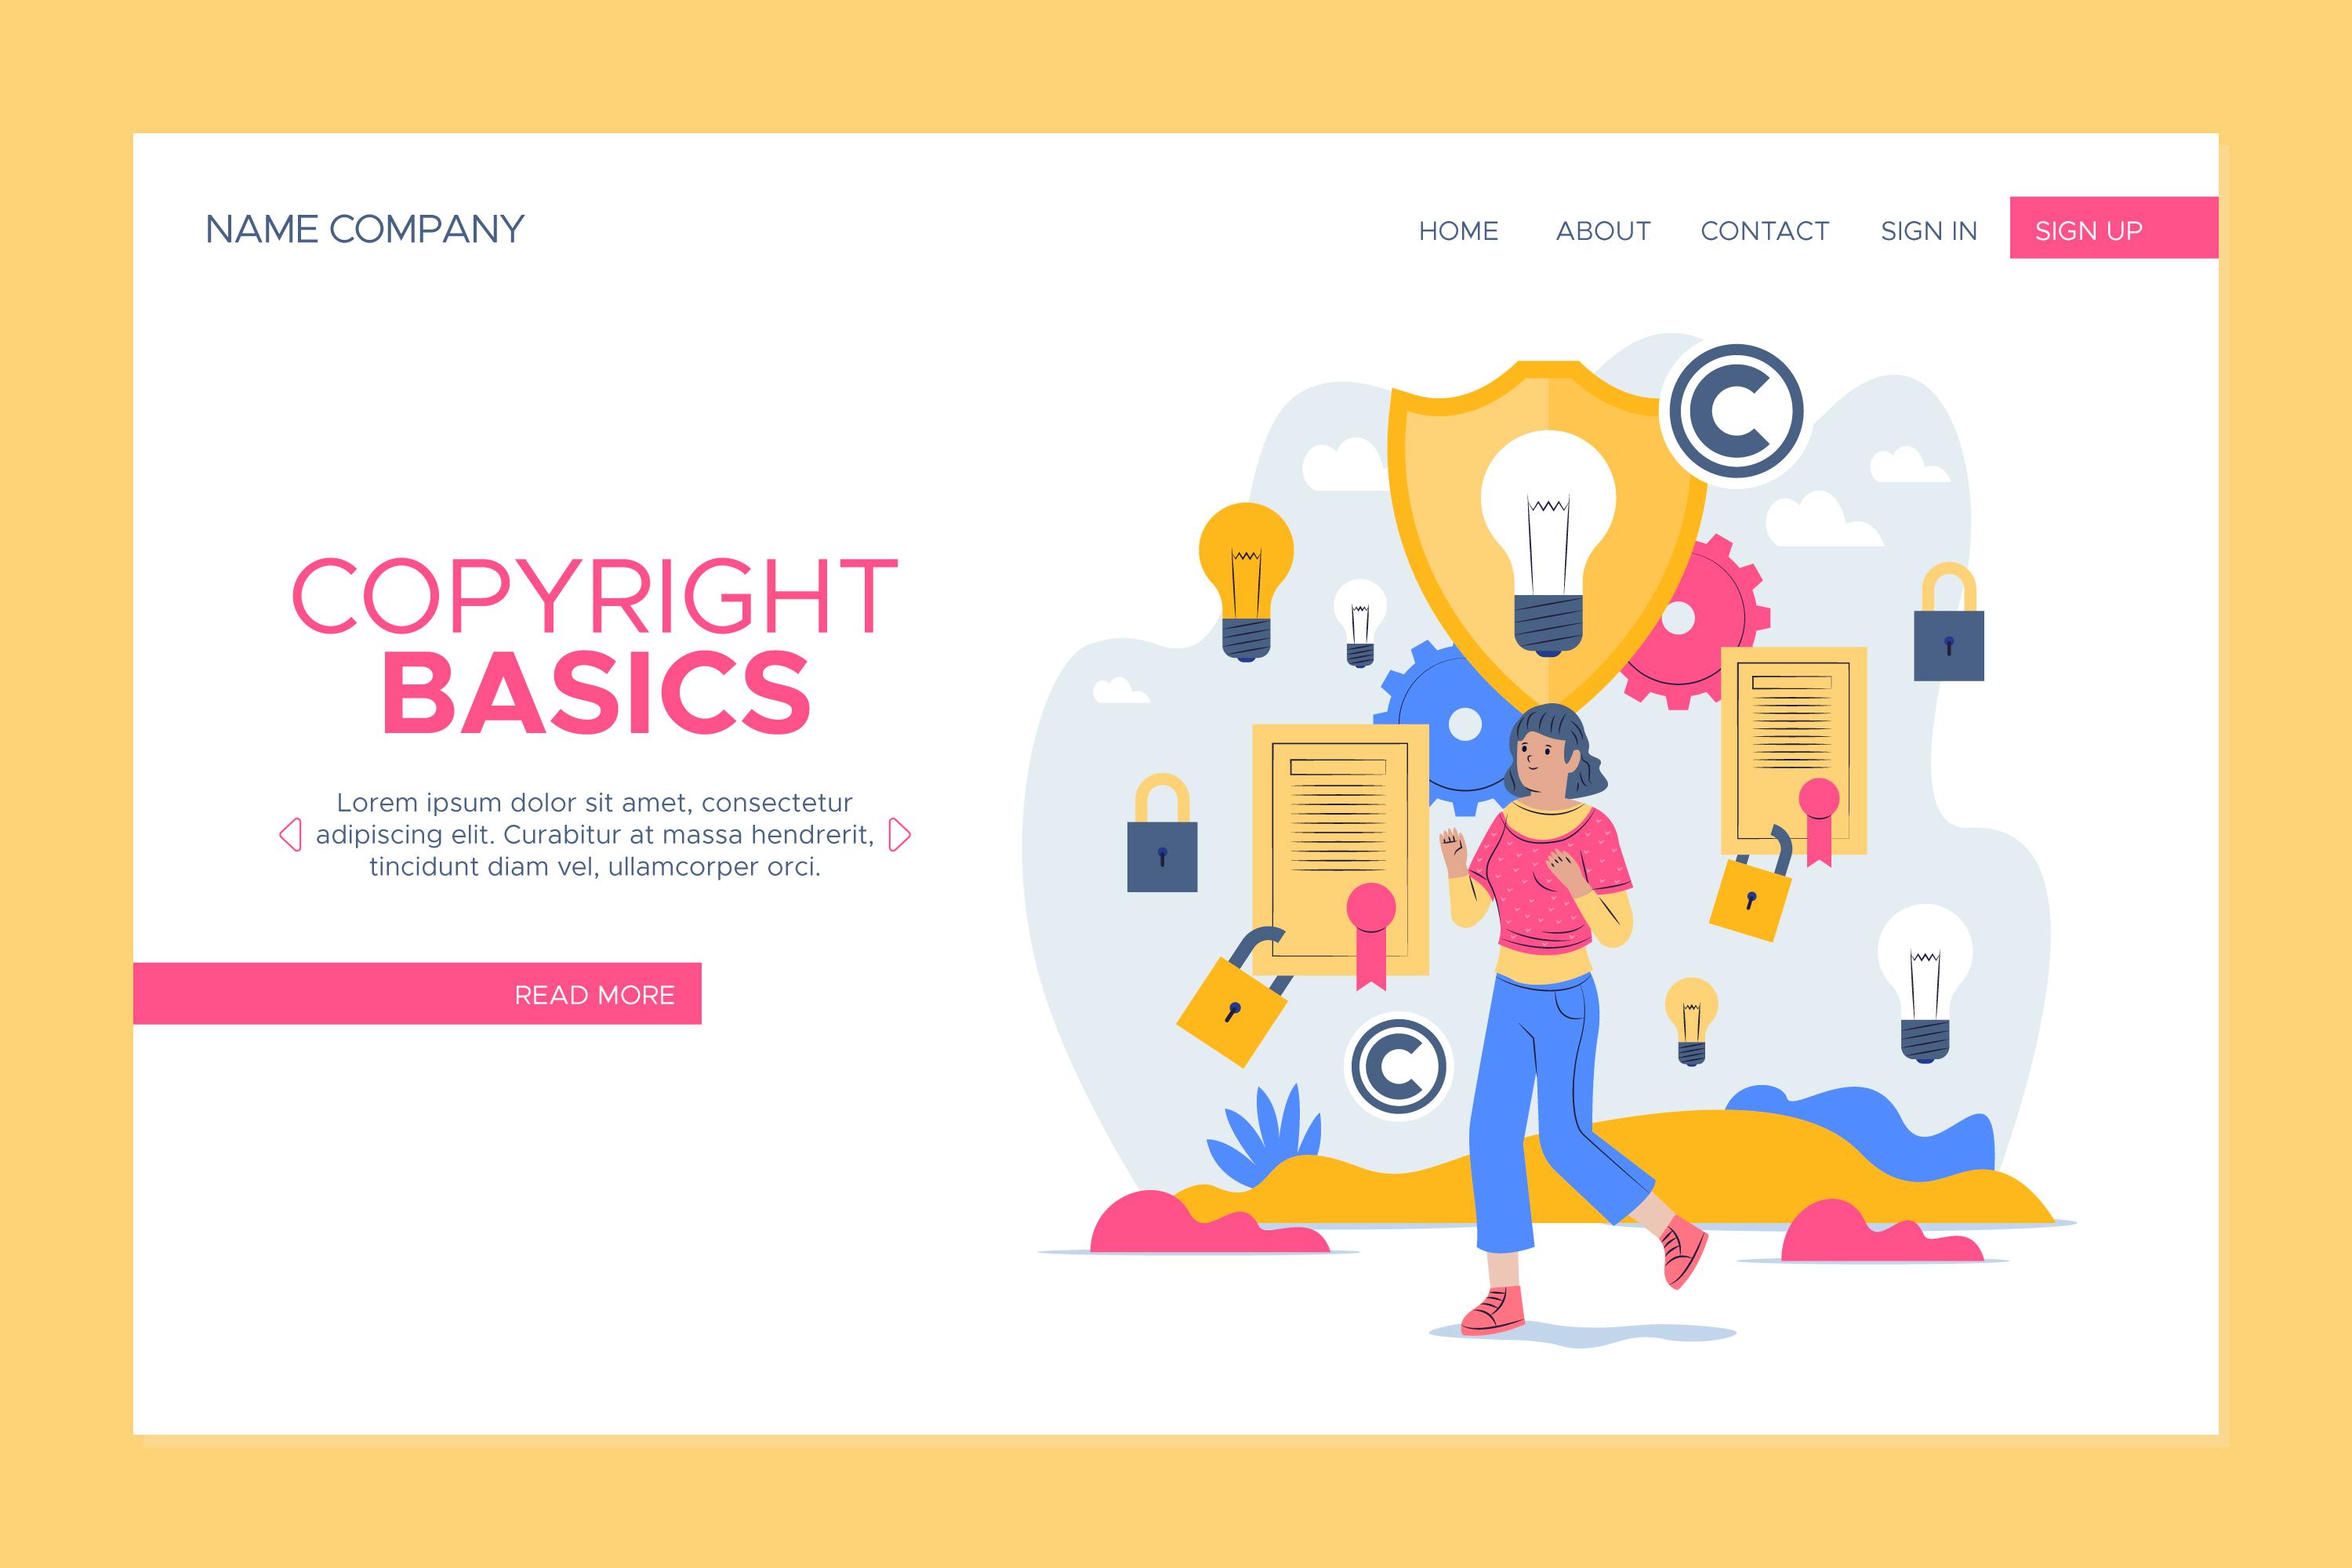 NAME COMPANY
HOME ABOUT CONTACT SIGN IN SIGN UP
COPYRIGHT
BASICS
Lorem ipsum dolor sit amet, consectetur
adipiscing elit. Curabitur at massa hendrerit,
tincidunt diam vel, ullamcorper orci.
READ MORE
©
©